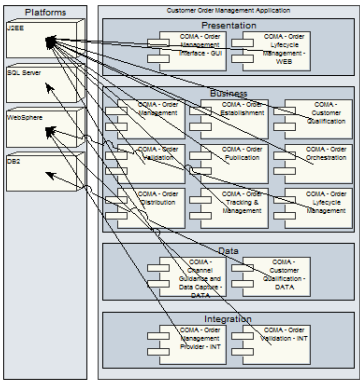 Platforms
J2EE
SQL Server
WebSphere
DB2
Customer Order Management Application
Presentation
COMA - Order
Management
Interface - GUI
COMA - Order
Lyfecycle
Management -
WEB
Business
COMA - Order
Management
COMA - Order
Establishment
COMA -
Customer
Qualification
COMA - Order
Validation
COMA - Order
Publication
COMA - Order
Orchestration
COMA - Order
Distribution
COMA - Order
Tracking &
Management
COMA - Order
Lyfecycle
Management
Data
COMA -
Channel
Guidance and
Data Capture -
DATA
COMA -
Customer
Qualification -
DATA
Integration
COMA - Order
Management
Provider - INT
COMA - Order
Validation - INT